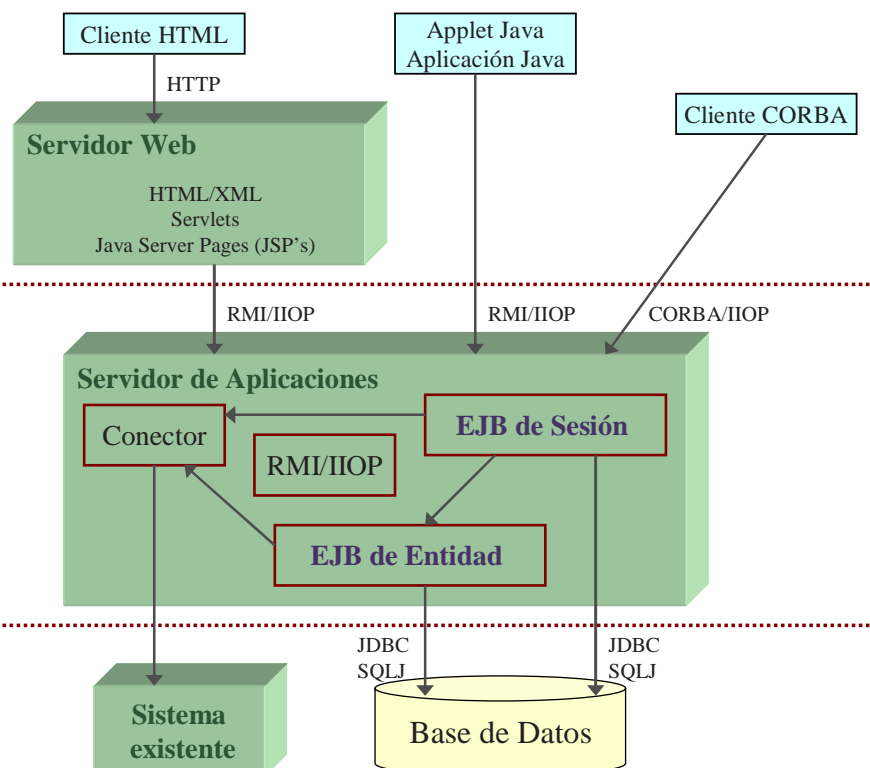 Cliente HTML
Applet Java
Aplicación Java
HTTP
Cliente CORBA
Servidor Web
HTML/XML
Servlets
Java Server Pages (JSP’s)
RMI/IIOP
RMI/IIOP
CORBA/IIOP
Servidor de Aplicaciones
Conector
EJB de Sesión
RMI/IIOP
EJB de Entidad
JDBC
SQLJ
JDBC
SQLJ
Sistema
existente
Base de Datos